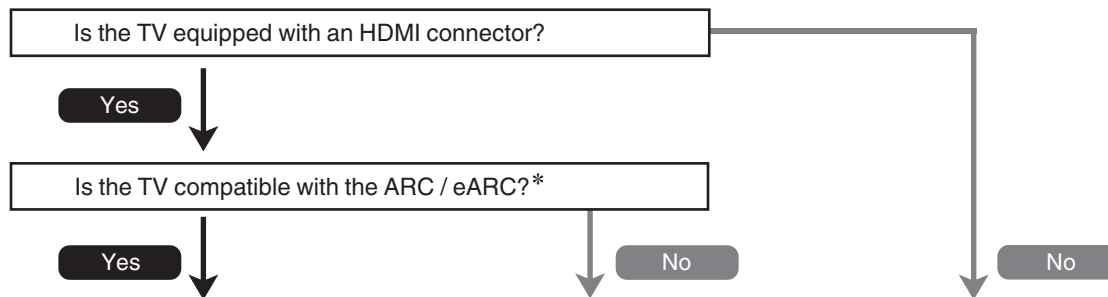 Is the TV equipped with an HDMI connector?
Yes
Is the TV compatible with the ARC / eARC?*
Yes
No
No